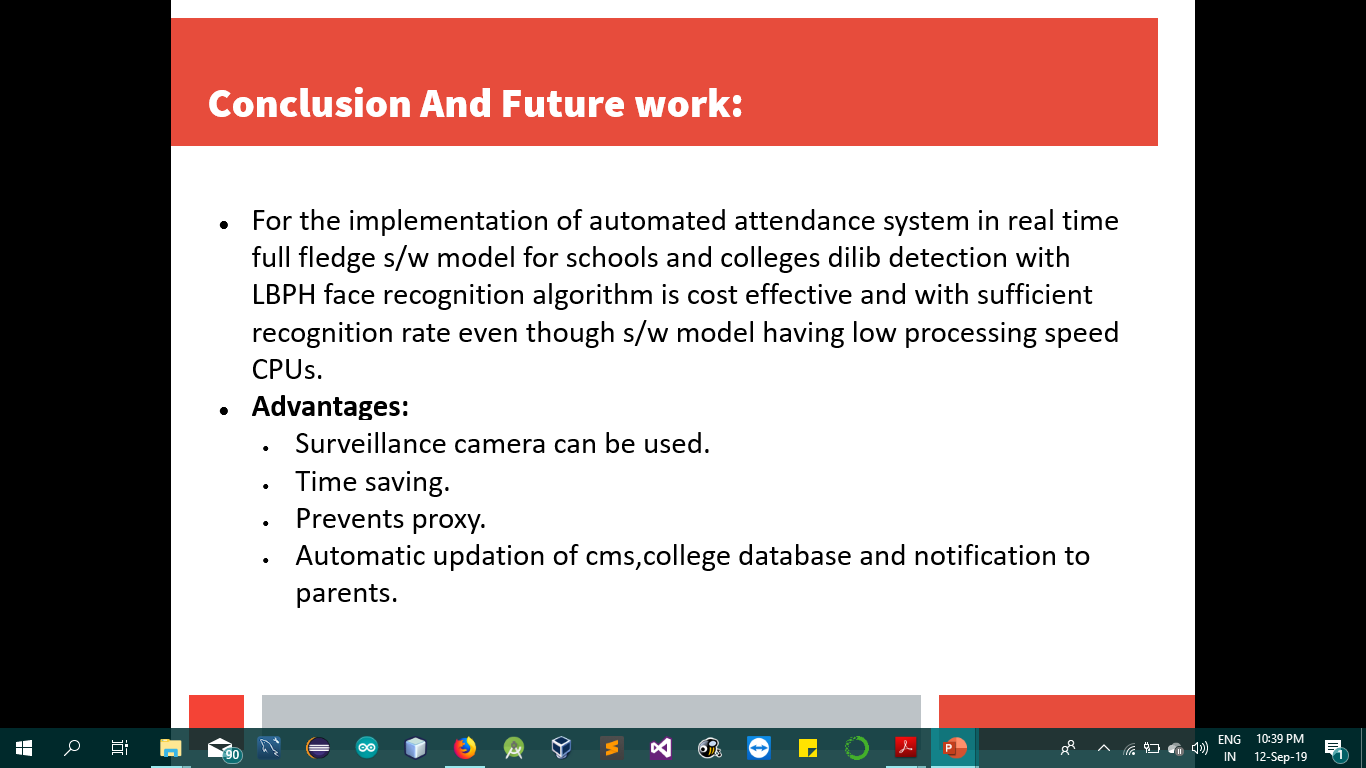 Conclusion And Future work:
For the implementation of automated attendance system in real time
full fledge s/w model for schools and colleges dilib detection with
LBPH face recognition algorithm is cost effective and with sufficient
recognition rate even though s/w model having low processing speed
CPUs.
Advantages:
Surveillance camera can be used.
Time saving.
Prevents proxy.
Automatic updation of cms,college database and notification to
parents.
90
ENG
IN
10:39 PM
12-Sep-19
1